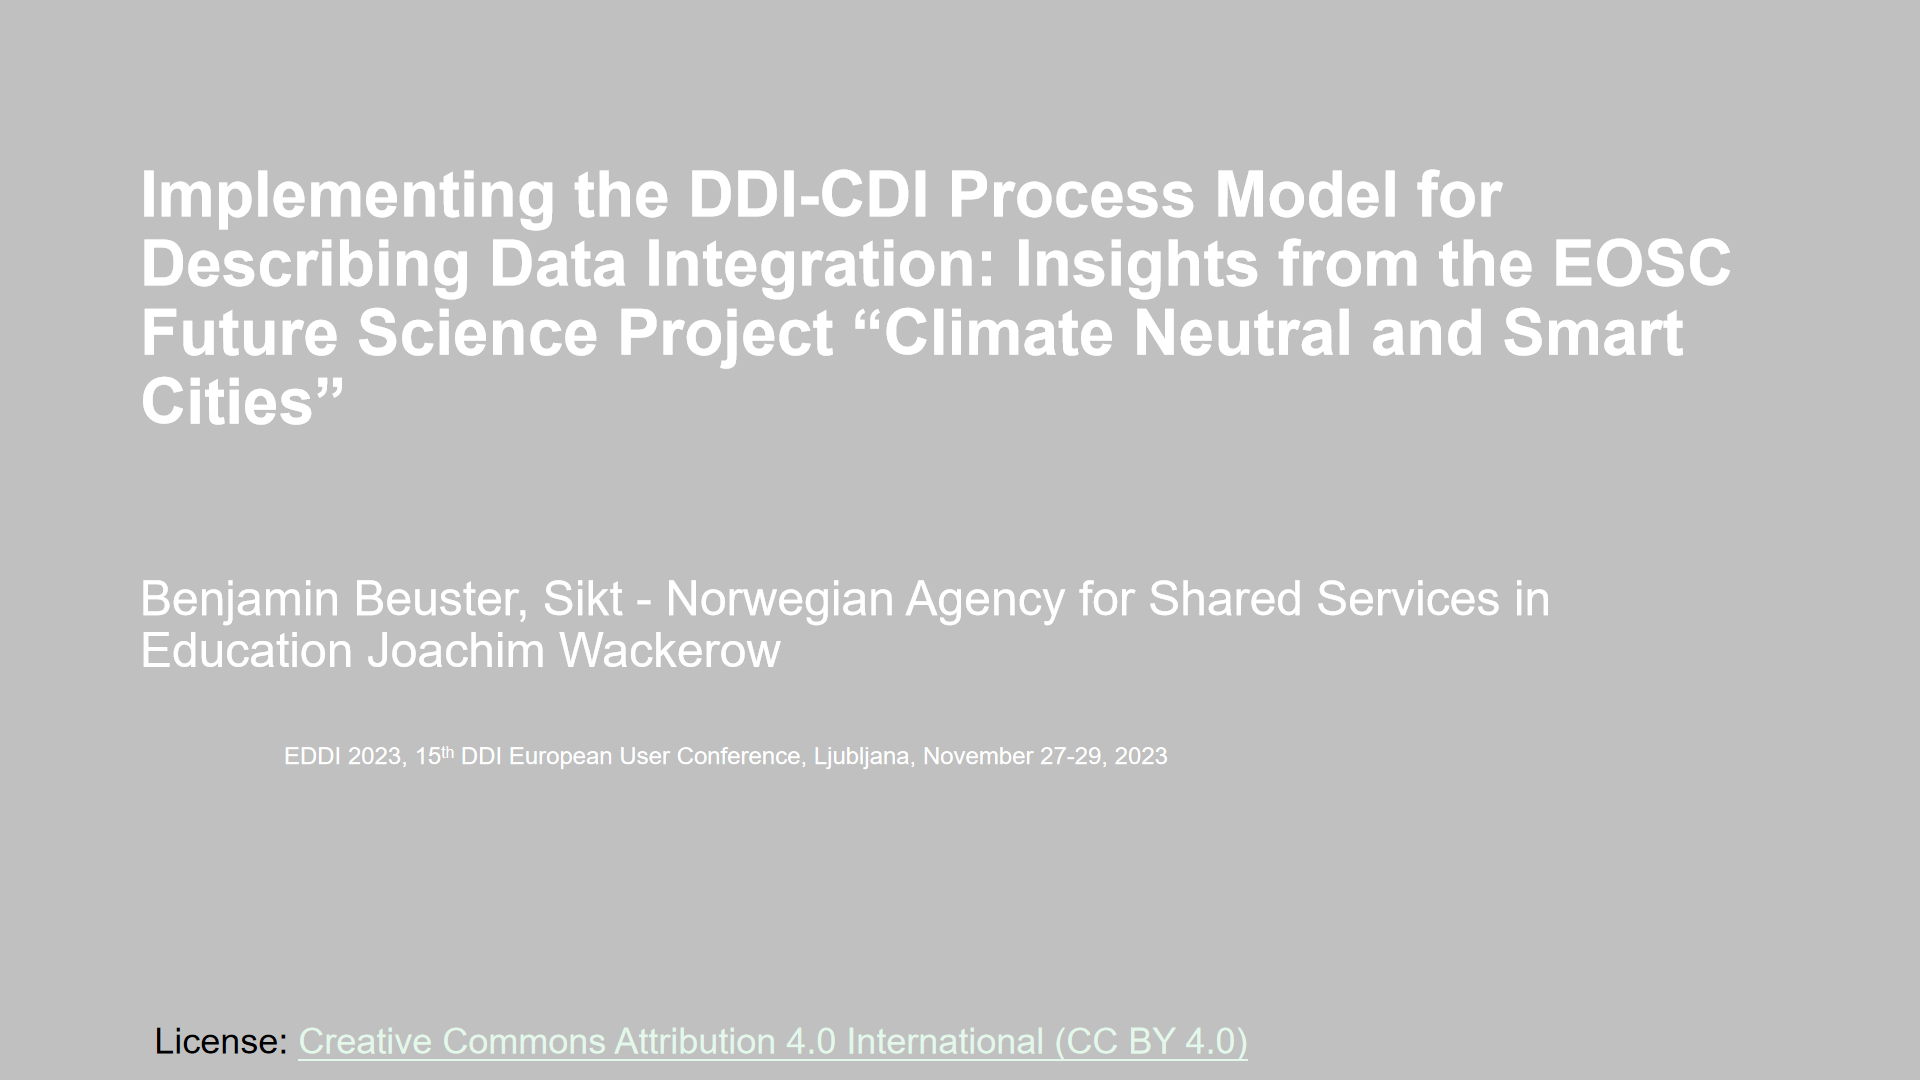 Implementing the DDI-CDI Process Model for
Describing Data Integration: Insights from the EOSC
Future Science Project “Climate Neutral and Smart
Cities”
Benjamin Beuster, Sikt - Norwegian Agency for Shared Services in
Education Joachim Wackerow
EDDI 2023, 15th DDI European User Conference, Ljubljana, November 27-29, 2023
License: Creative Commons Attribution 4.0 International (CC BY 4.0)